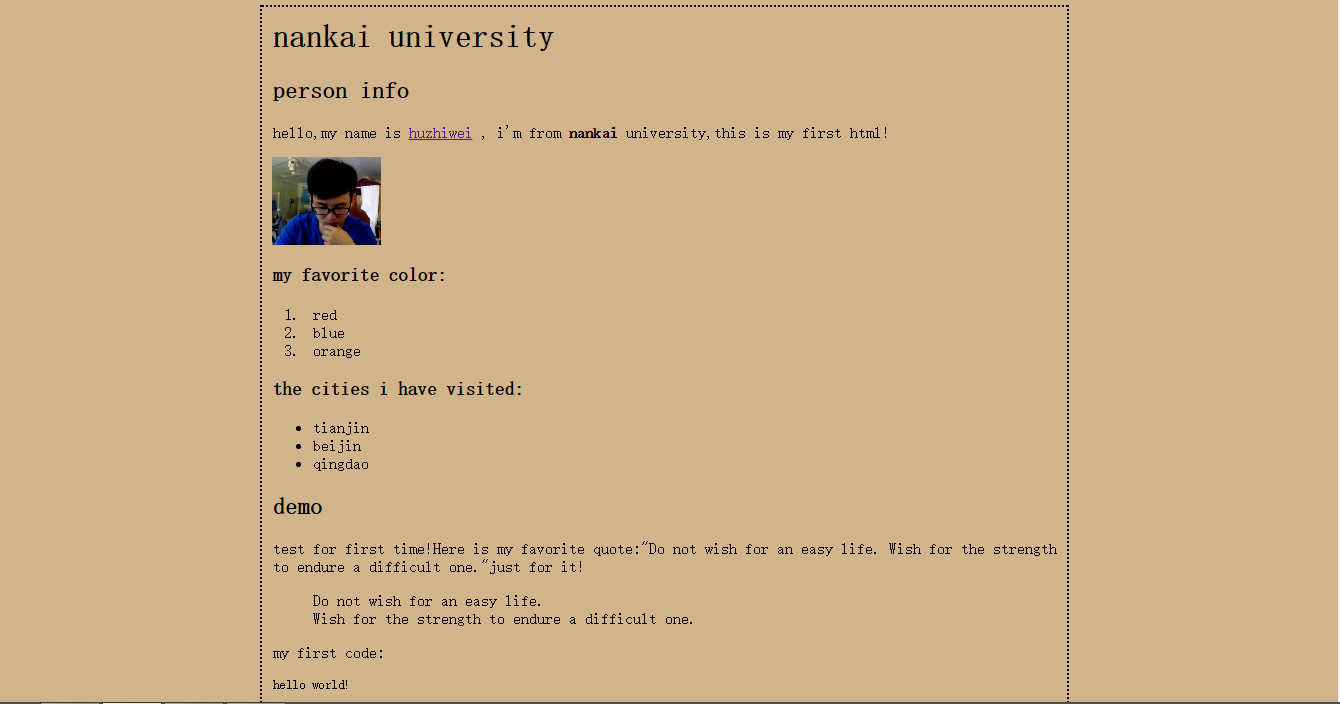 nankai university
person info
hello,my name is huzhiwei , i'm from nankai university,this is my first html!
my favorite color:
1. red
2. blue
3. orange
the cities i have visited:
• tianjin
• beijin
• qingdao
demo
test for first time!Here is my favorite quote:"Do not wish for an easy life. Wish for the strength
to endure a difficult one."just for it!
Do not wish for an easy life.
Wish for the strength to endure a difficult one.
my first code:
hello world!